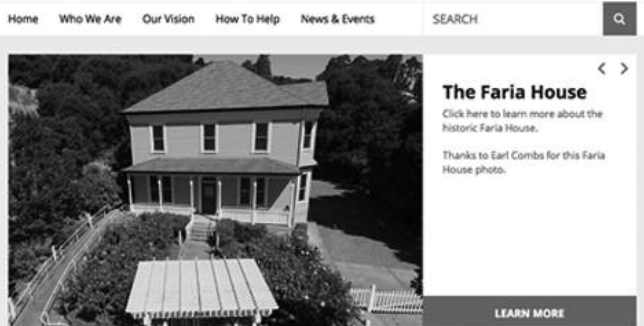 Home Who We Are Our Vision How To Help News & Events SEARCH
The Faria House
Click here to learn more about the
historic Faria House.
Thanks to Earl Combs for this Faria
House photo.
LEARN MORE